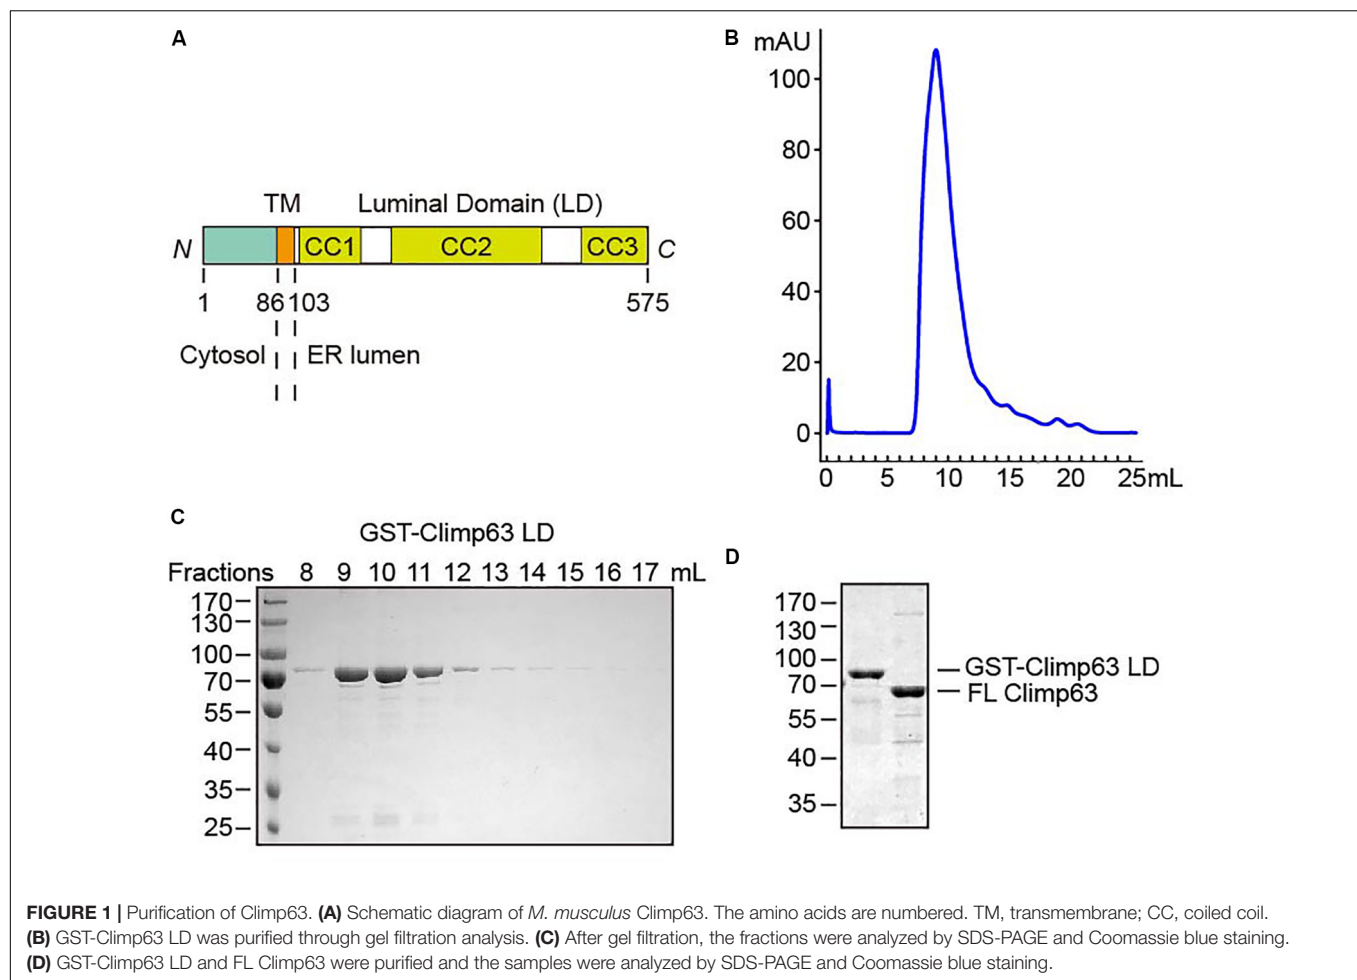 A
TM Luminal Domain (LD)
N CC1 CC2 CC3 C
1 86 103 575
Cytosol ER lumen
B
mAU
100
80
60
40
20
0
0 5 10 15 20 25mL
C
GST-Climp63 LD
Fractions 8 9 10 11 12 13 14 15 16 17 mL
170
130
100
70
55
40
35
25
D
170
130
100
70
55
40
35
GST-Climp63 LD
FL Climp63
FIGURE 1 | Purification of Climp63. (A) Schematic diagram of M. musculus Climp63. The amino acids are numbered. TM, transmembrane; CC, coiled coil.
(B) GST-Climp63 LD was purified through gel filtration analysis. (C) After gel filtration, the fractions were analyzed by SDS-PAGE and Coomassie blue staining.
(D) GST-Climp63 LD and FL Climp63 were purified and the samples were analyzed by SDS-PAGE and Coomassie blue staining.